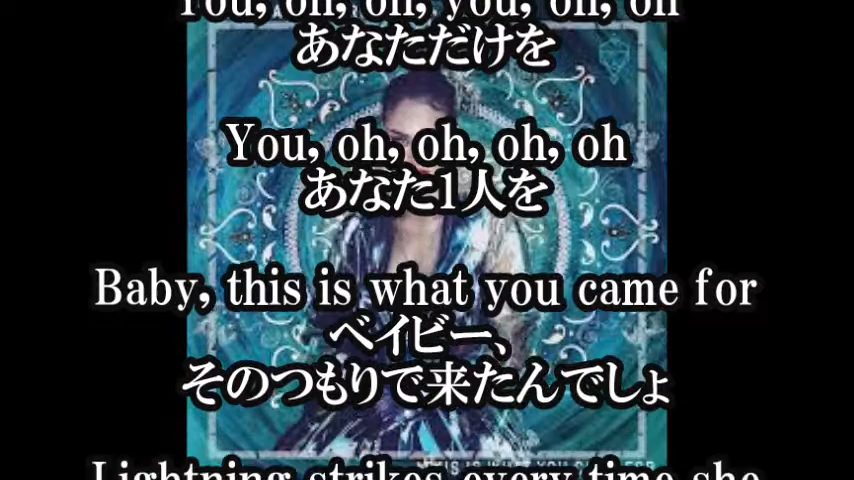 You, oh, oh, you, oh, oh
あなただけを
You, oh, oh, oh, oh
あなた1人を
Baby, this is what you came for
ベイビー、
そのつもりで来たんでしょ
Lightning strikes every time she